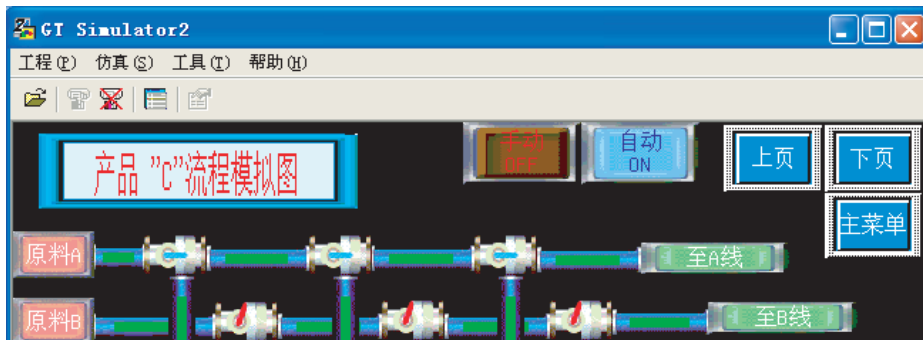 GT Simulator2
工程(P) 仿真(S) 工具(T) 帮助(H)
产品 "C"流程模拟图
手动
OFF
自动
ON
上页
下页
主菜单
原料A
至A线
原料B
至B线